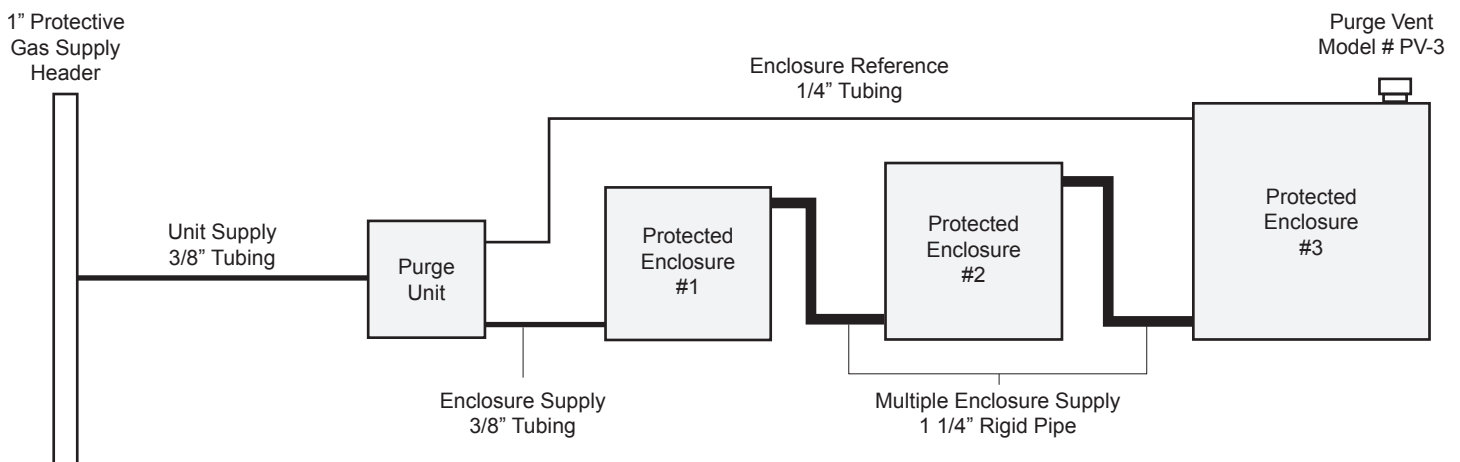 1” Protective
Gas Supply
Header
Purge Vent
Model # PV-3
Enclosure Reference
1/4” Tubing
Unit Supply
3/8” Tubing
Purge
Unit
Protected
Enclosure
#1
Protected
Enclosure
#2
Protected
Enclosure
#3
Enclosure Supply
3/8” Tubing
Multiple Enclosure Supply
1 1/4” Rigid Pipe